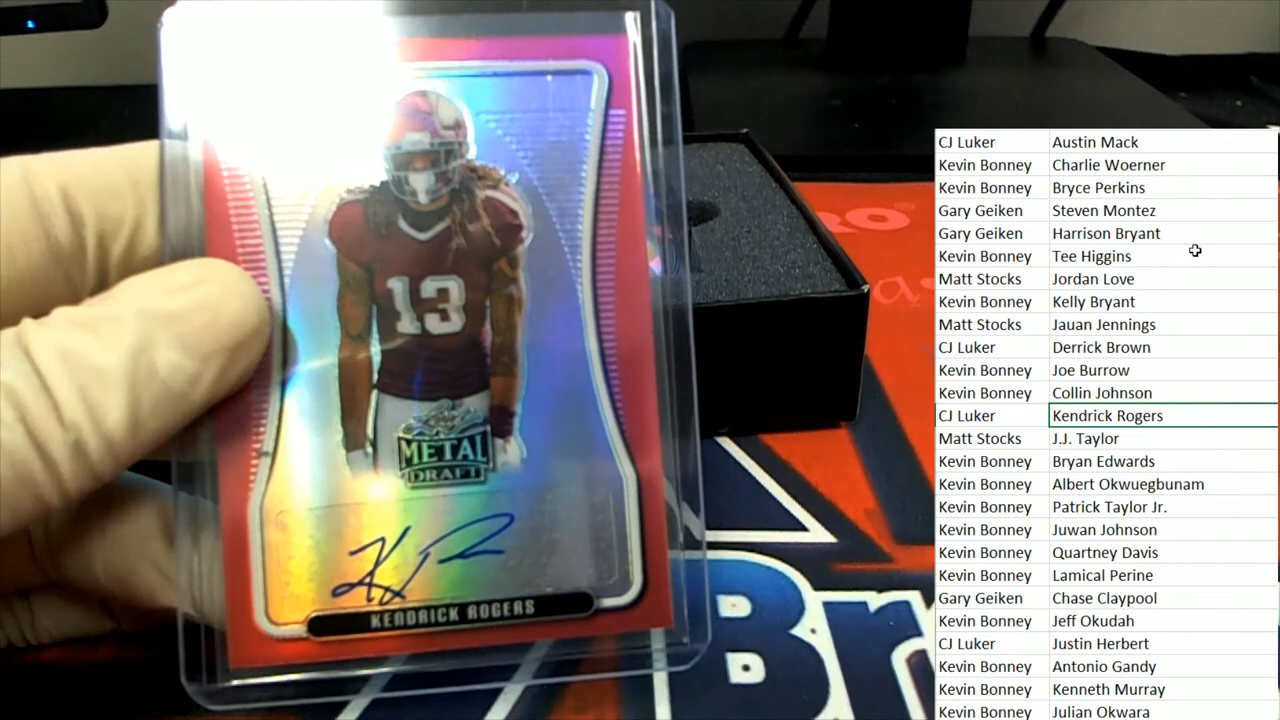 13
Leaf
METAL
DRAFT
KENDRICK ROGERS
RO
as
Br
CJ Luker Austin Mack
Kevin Bonney Charlie Woerner
Kevin Bonney Bryce Perkins
Gary Geiken Steven Montez
Gary Geiken Harrison Bryant
Kevin Bonney Tee Higgins
Matt Stocks Jordan Love
Kevin Bonney Kelly Bryant
Matt Stocks Jauan Jennings
CJ Luker Derrick Brown
Kevin Bonney Joe Burrow
Kevin Bonney Collin Johnson
CJ Luker Kendrick Rogers
Matt Stocks J.J. Taylor
Kevin Bonney Bryan Edwards
Kevin Bonney Albert Okwuegbunam
Kevin Bonney Patrick Taylor Jr.
Kevin Bonney Juwan Johnson
Kevin Bonney Quartney Davis
Kevin Bonney Lamical Perine
Gary Geiken Chase Claypool
Kevin Bonney Jeff Okudah
CJ Luker Justin Herbert
Kevin Bonney Antonio Gandy
Kevin Bonney Kenneth Murray
Kevin Bonney Julian Okwara